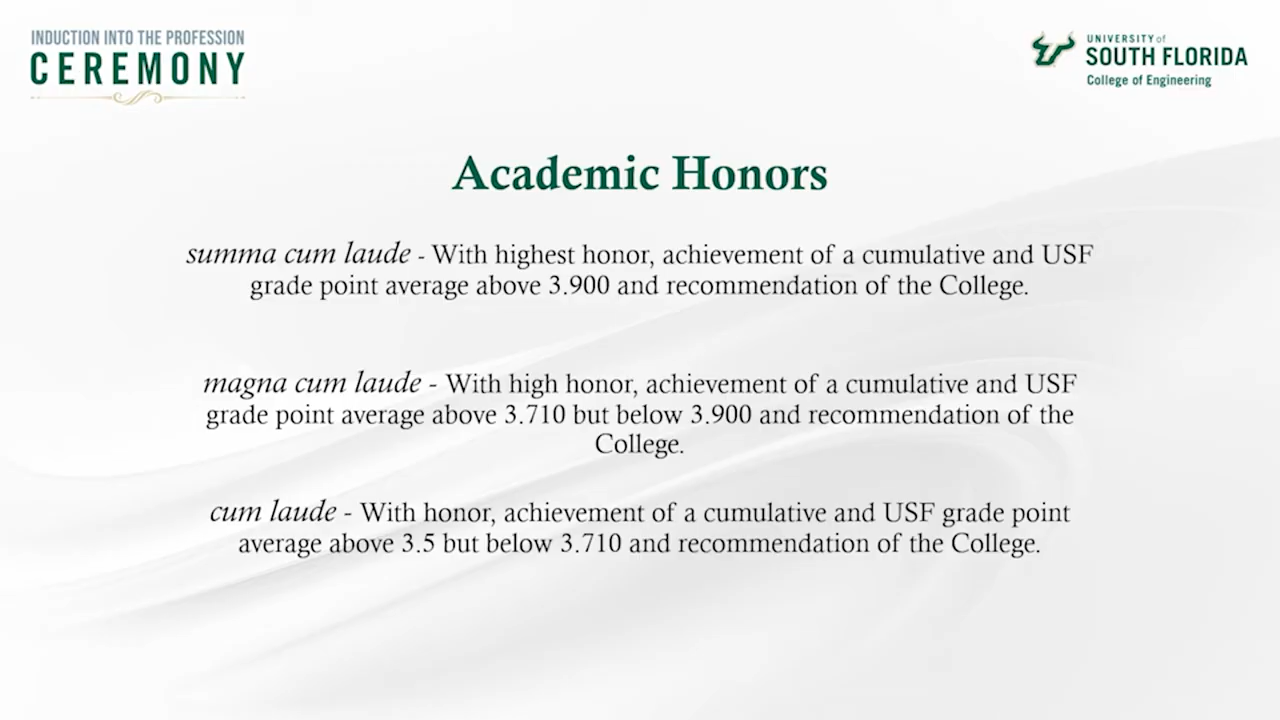 INDUCTION INTO THE PROFESSION
CEREMONY
UNIVERSITY of
SOUTH FLORIDA
College of Engineering
Academic Honors
summa cum laude - With highest honor, achievement of a cumulative and USF
grade point average above 3.900 and recommendation of the College.
magna cum laude - With high honor, achievement of a cumulative and USF
grade point average above 3.710 but below 3.900 and recommendation of the
College.
cum laude - With honor, achievement of a cumulative and USF grade point
average above 3.5 but below 3.710 and recommendation of the College.